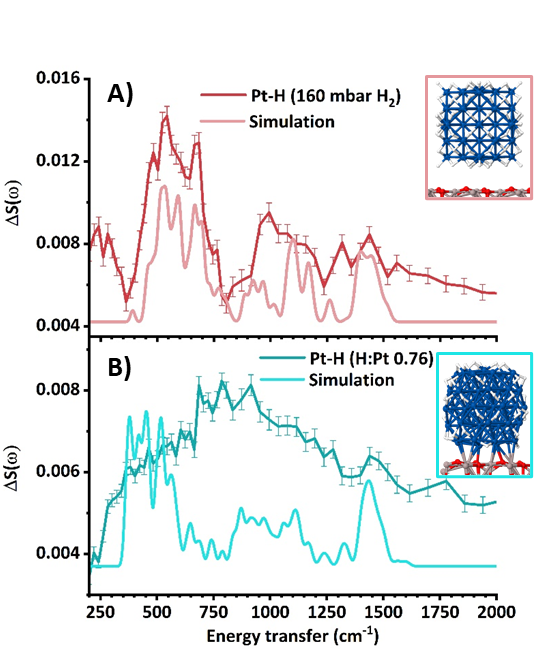 A)
Pt-H (160 mbar H₂)
Simulation
0.016
0.012
0.008
0.004
ΔS(ω)
B)
Pt-H (H:Pt 0.76)
Simulation
0.008
0.006
0.004
ΔS(ω)
250 500 750 1000 1250 1500 1750 2000
Energy transfer (cm⁻¹)